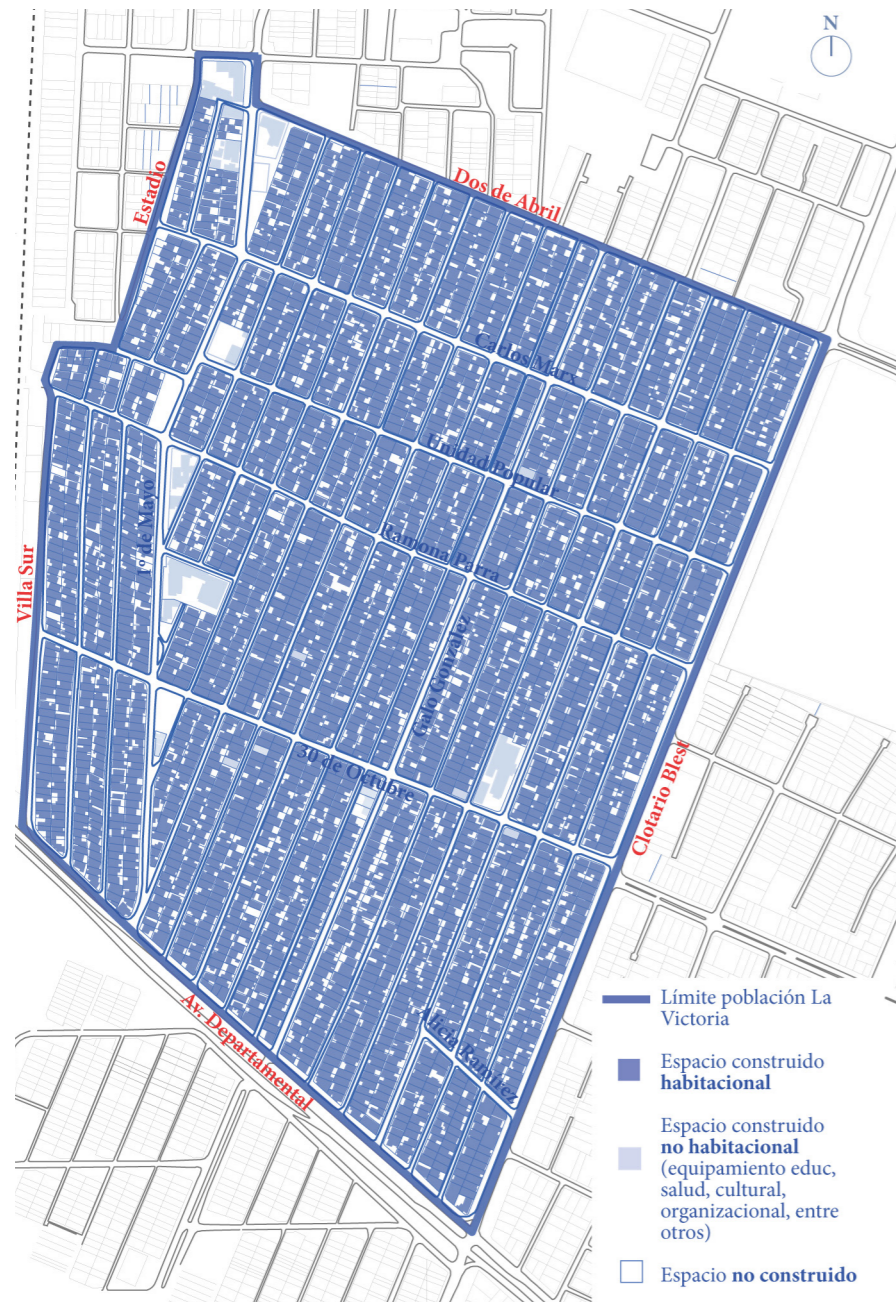 N
Dos de Abril
Estadio
Carlos Marx
Unidad Popular
Ramona Parra
1º de Mayo
Villa Sur
Galo González
30 de Octubre
Clotario Blest
Alicia Ramírez
Av. Departamental
Límite población La
Victoria
Espacio construido
habitacional
Espacio construido
no habitacional
(equipamiento educ,
salud, cultural,
organizacional, entre
otros)
Espacio no construido